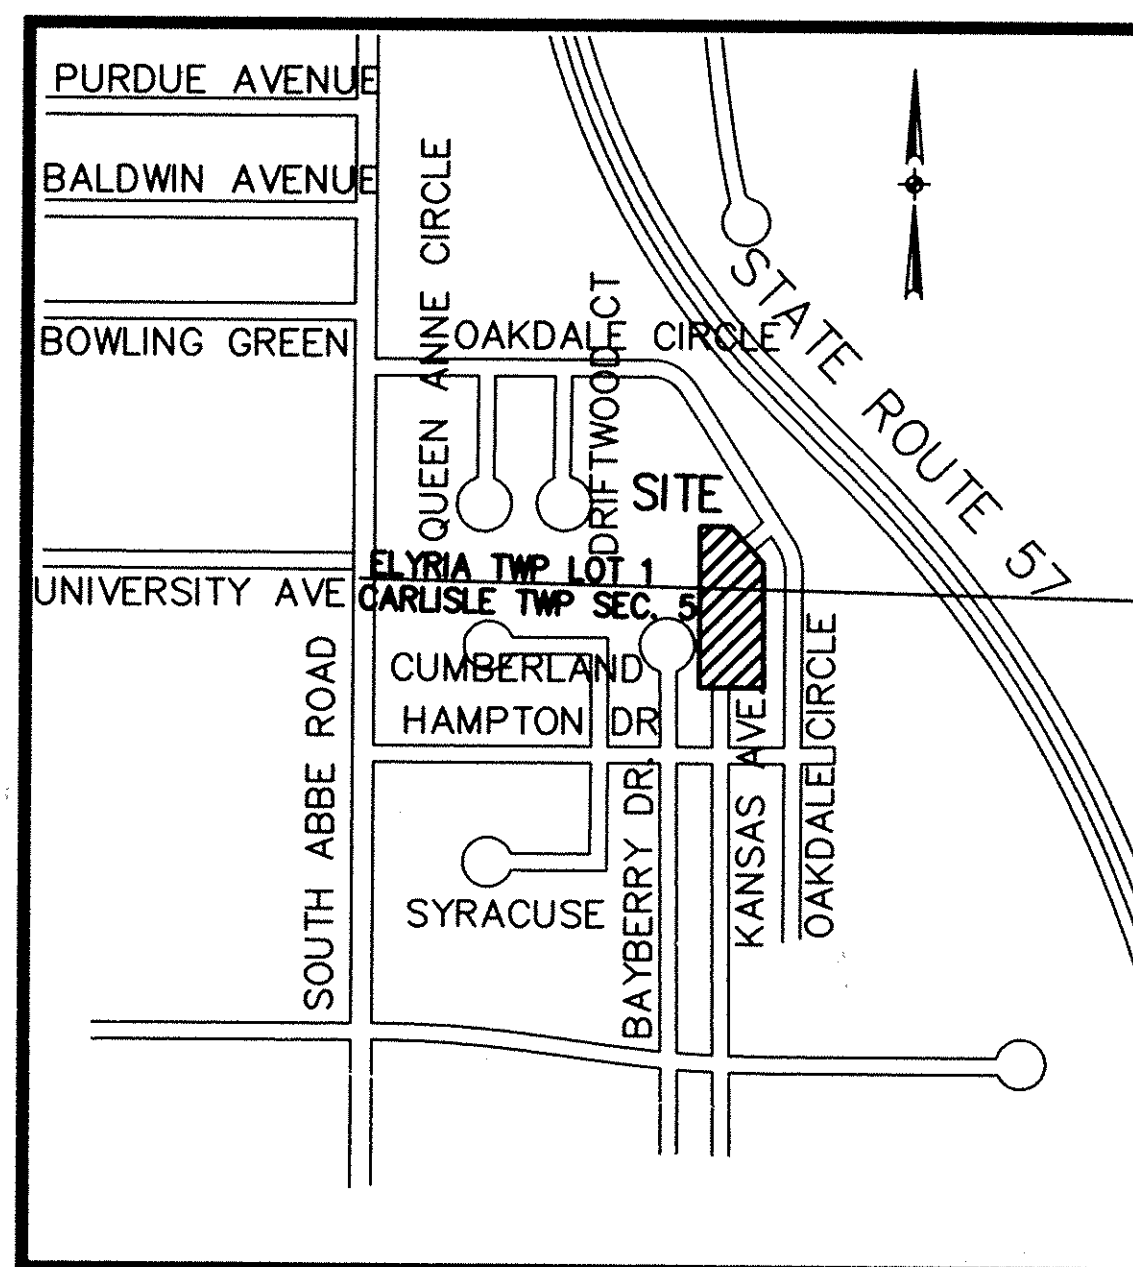 PURDUE AVENUE
BALDWIN AVENUE
BOWLING GREEN
QUEEN ANNE CIRCLE
OAKDALE CIRCLE
DRIFTWOOD CT
STATE ROUTE 57
SITE
ELYRIA TWP LOT 1
UNIVERSITY AVE
CARLISLE TWP SEC. 5
CUMBERLAND
HAMPTON DR
SOUTH ABBE ROAD
SYRACUSE
BAYBERRY DR.
KANSAS AVE.
OAKDALE CIRCLE